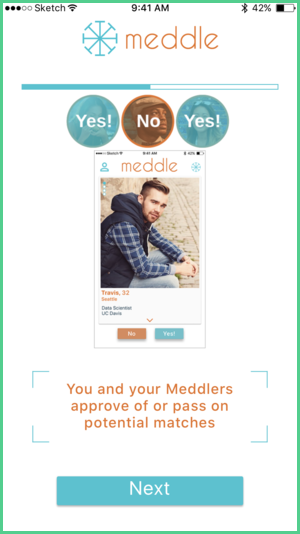 Sketch 9:41 AM 42%
meddle
Yes! No Yes!
Sketch 9:41 AM 42%
meddle
Travis, 32
Seattle
Data Scientist
UC Davis
No Yes!
You and your Meddlers
approve of or pass on
potential matches
Next